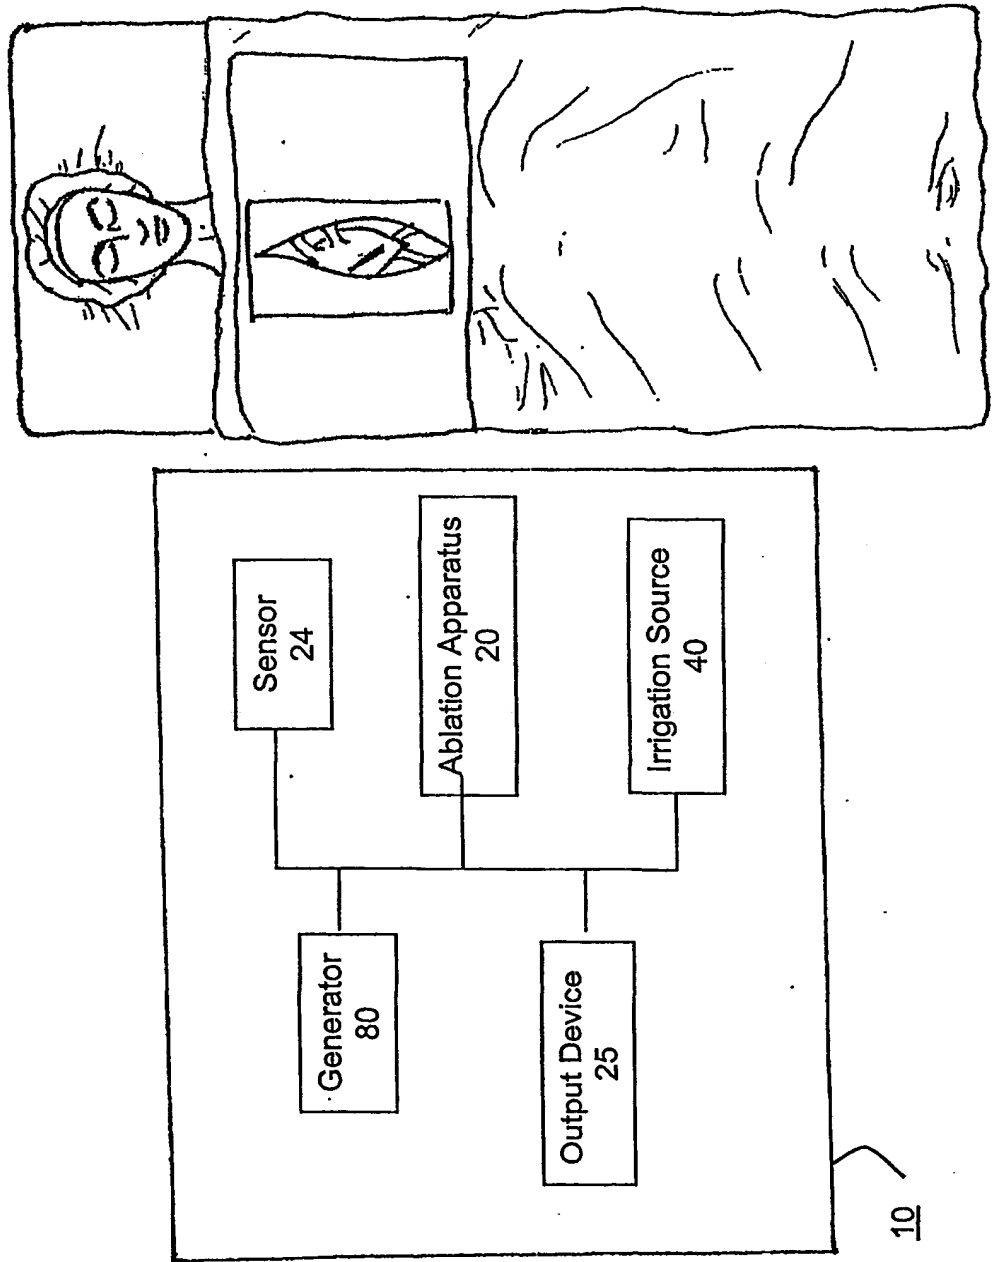 Sensor
24
Ablation Apparatus
20
Irrigation Source
40
Generator
80
Output Device
25
10